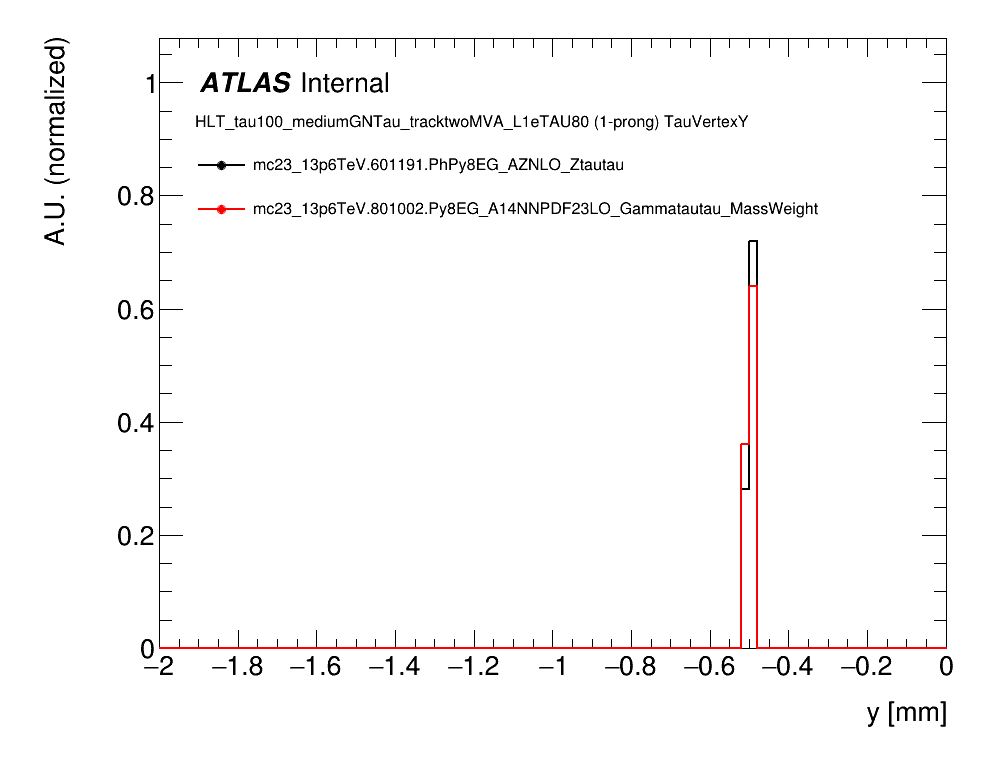 A.U. (normalized)
ATLAS Internal
HLT_tau100_mediumGNTau_tracktwoMVA_L1eTAU80 (1-prong) TauVertexY
mc23_13p6TeV.601191.PhPy8EG_AZNLO_Ztautau
mc23_13p6TeV.801002.Py8EG_A14NNPDF23LO_Gammatautau_MassWeight
1
0.8
0.6
0.4
0.2
0
−2 −1.8 −1.6 −1.4 −1.2 −1 −0.8 −0.6 −0.4 −0.2 0
y [mm]